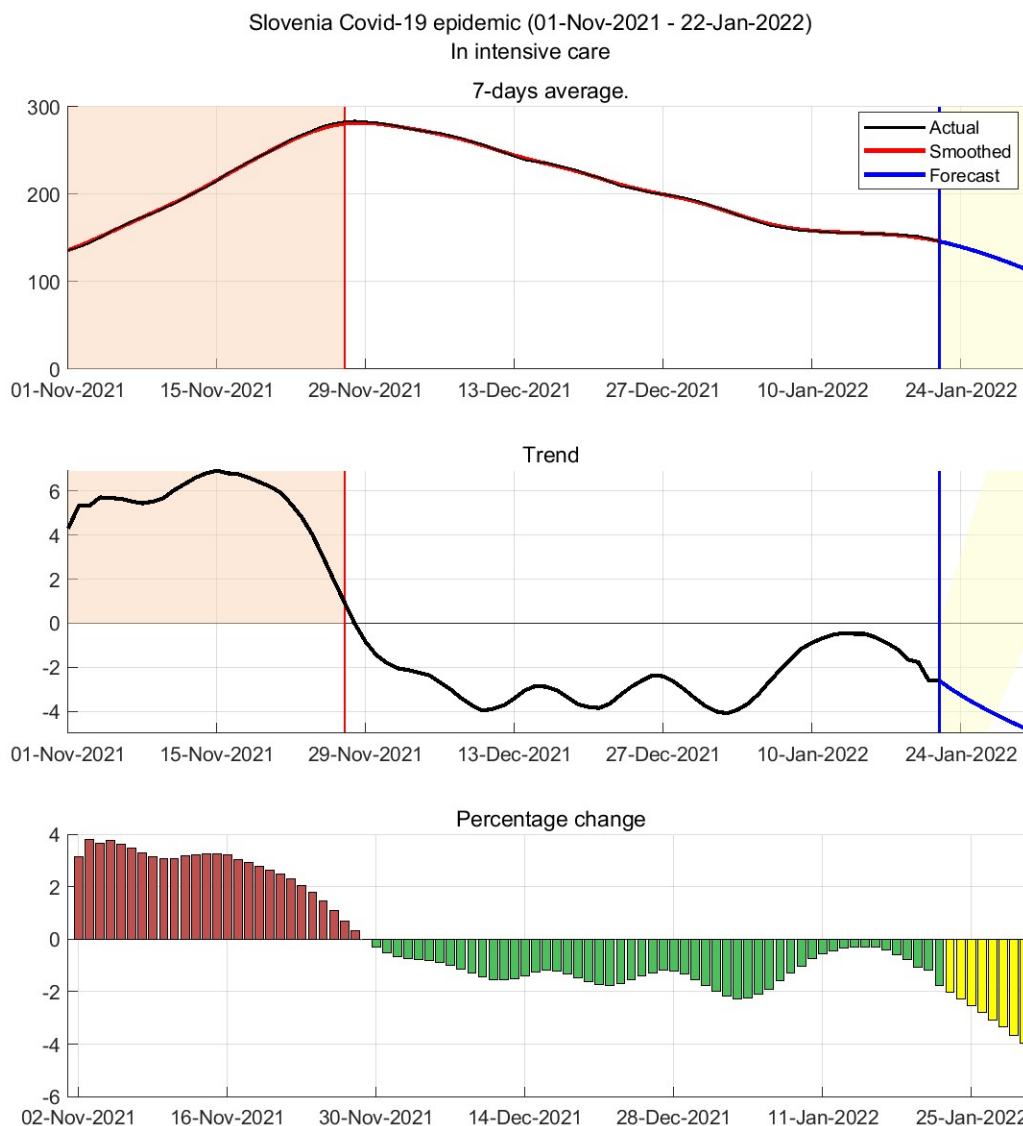 Slovenia Covid-19 epidemic (01-Nov-2021 - 22-Jan-2022)
In intensive care
7-days average.
300
200
100
0
Actual
Smoothed
Forecast
01-Nov-2021 15-Nov-2021 29-Nov-2021 13-Dec-2021 27-Dec-2021 10-Jan-2022 24-Jan-2022
Trend
6
4
2
0
-2
-4
01-Nov-2021 15-Nov-2021 29-Nov-2021 13-Dec-2021 27-Dec-2021 10-Jan-2022 24-Jan-2022
Percentage change
4
2
0
-2
-4
-6
02-Nov-2021 16-Nov-2021 30-Nov-2021 14-Dec-2021 28-Dec-2021 11-Jan-2022 25-Jan-2022